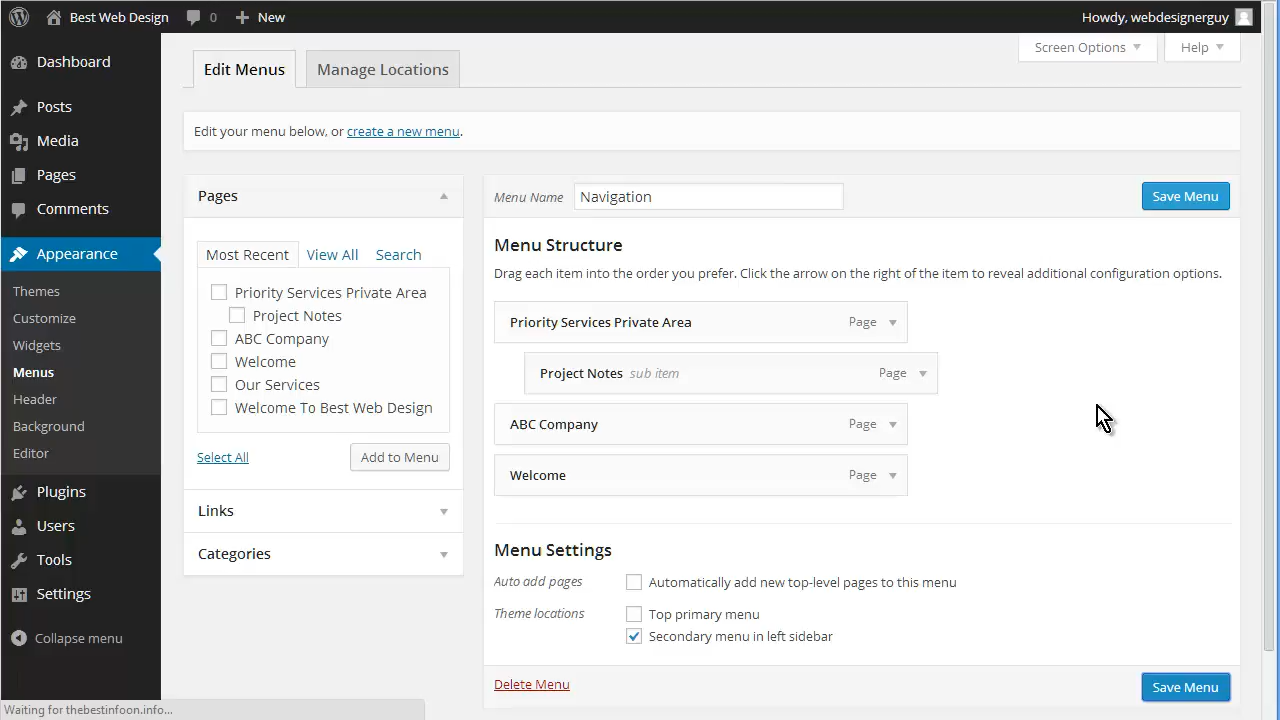 Best Web Design 0 + New Howdy, webdesignerguy
Screen Options Help
Edit Menus Manage Locations
Dashboard
Posts
Media
Pages
Comments
Appearance
Themes
Customize
Widgets
Menus
Header
Background
Editor
Plugins
Users
Tools
Settings
Collapse menu
Edit your menu below, or create a new menu.
Pages
Most Recent View All Search
Priority Services Private Area
Project Notes
ABC Company
Welcome
Our Services
Welcome To Best Web Design
Select All Add to Menu
Links
Categories
Menu Name Navigation Save Menu
Menu Structure
Drag each item into the order you prefer. Click the arrow on the right of the item to reveal additional configuration options.
Priority Services Private Area Page
Project Notes sub item Page
ABC Company Page
Welcome Page
Menu Settings
Auto add pages Automatically add new top-level pages to this menu
Theme locations Top primary menu
Secondary menu in left sidebar
Delete Menu Save Menu
Waiting for thebestinfoon.info...